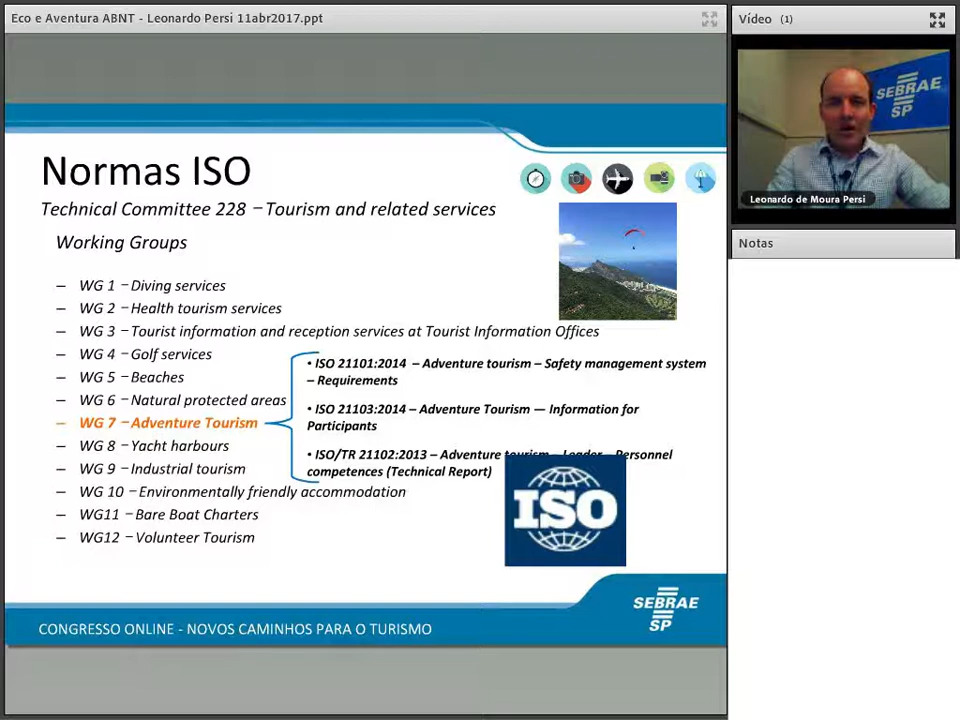 Eco e Aventura ABNT - Leonardo Persi 11abr2017.ppt
Vídeo (1)
SEBRAE
SP
Leonardo de Moura Persi
Notas
Normas ISO
Technical Committee 228 – Tourism and related services
Working Groups
– WG 1 – Diving services
– WG 2 – Health tourism services
– WG 3 – Tourist information and reception services at Tourist Information Offices
– WG 4 – Golf services
– WG 5 – Beaches
– WG 6 – Natural protected areas
– WG 7 – Adventure Tourism
– WG 8 – Yacht harbours
– WG 9 – Industrial tourism
– WG 10 – Environmentally friendly accommodation
– WG11 – Bare Boat Charters
– WG12 – Volunteer Tourism
• ISO 21101:2014 – Adventure tourism – Safety management system
– Requirements
• ISO 21103:2014 – Adventure Tourism — Information for
Participants
• ISO/TR 21102:2013 – Adventure tourism – Leader – Personnel
competences (Technical Report)
ISO
SEBRAE
SP
CONGRESSO ONLINE - NOVOS CAMINHOS PARA O TURISMO